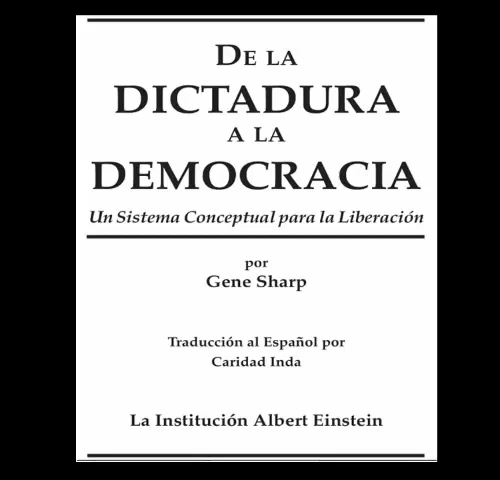 DE LA
DICTADURA
A LA
DEMOCRACIA
Un Sistema Conceptual para la Liberación
por
Gene Sharp
Traducción al Español por
Caridad Inda
La Institución Albert Einstein